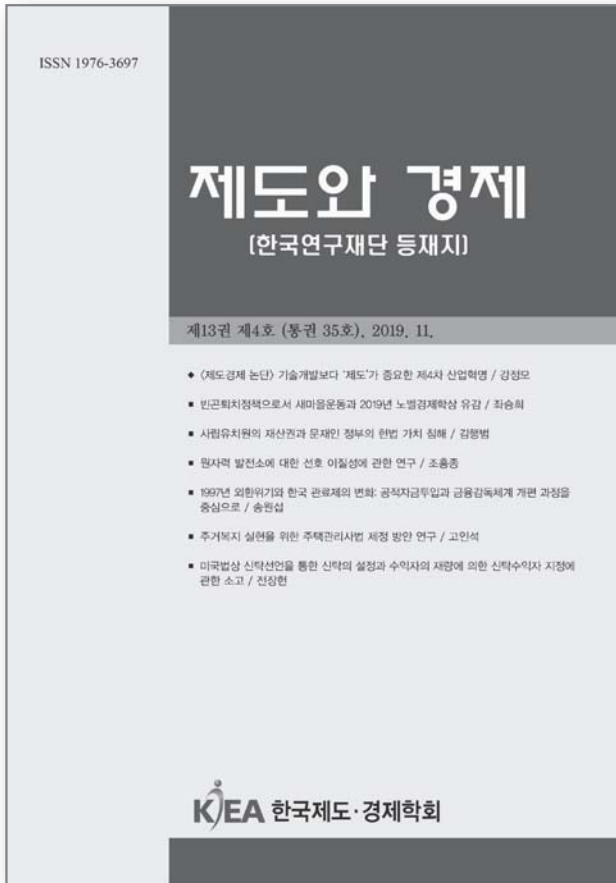 ISSN 1976-3697
제도와 경제
[한국연구재단 등재지]
제13권 제4호 (통권 35호), 2019. 11.
◆ 〈제도경제 논단〉 기술개발보다 '제도'가 중요한 제4차 산업혁명 / 강정모
■ 빈곤퇴치정책으로서 새마을운동과 2019년 노벨경제학상 유감 / 좌승희
■ 사립유치원의 재산권과 문재인 정부의 헌법 가치 침해 / 김행범
■ 원자력 발전소에 대한 선호 이질성에 관한 연구 / 조홍종
■ 1997년 외환위기와 한국 관료제의 변화: 공적자금투입과 금융감독체계 개편 과정을
중심으로 / 송원섭
■ 주거복지 실현을 위한 주택관리사법 제정 방안 연구 / 고인석
■ 미국법상 신탁선언을 통한 신탁의 설정과 수익자의 재량에 의한 신탁수익자 지정에
관한 소고 / 전장헌
KIEA 한국제도·경제학회